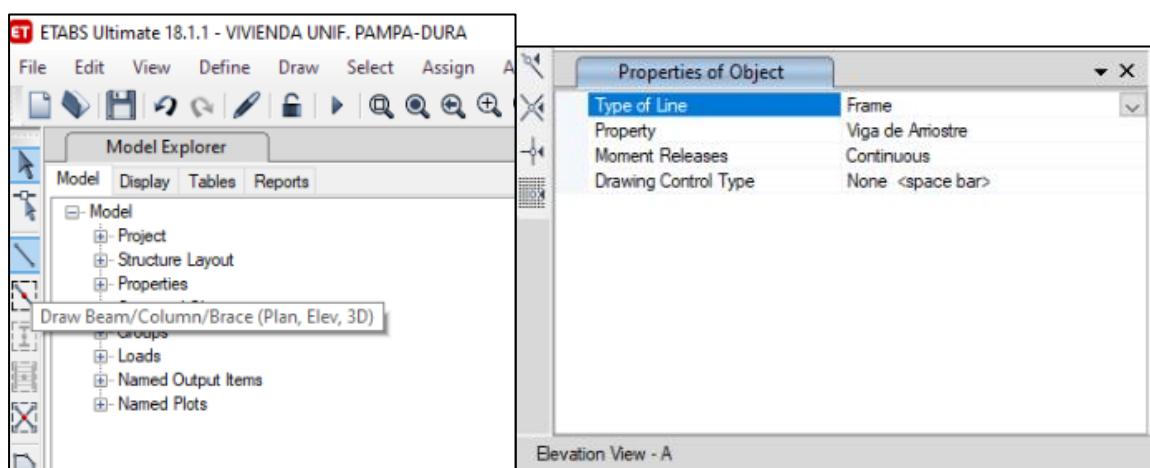 ETABS Ultimate 18.1.1 - VIVIENDA UNIF. PAMPA-DURA
File Edit View Define Draw Select Assign A
Model Explorer
Model Display Tables Reports
Model
Project
Structure Layout
Properties
Draw Beam/Column/Brace (Plan, Elev, 3D)
Groups
Loads
Named Output Items
Named Plots
Properties of Object
Type of Line Frame
Property Viga de Arriostre
Moment Releases Continuous
Drawing Control Type None <space bar>
Elevation View - A